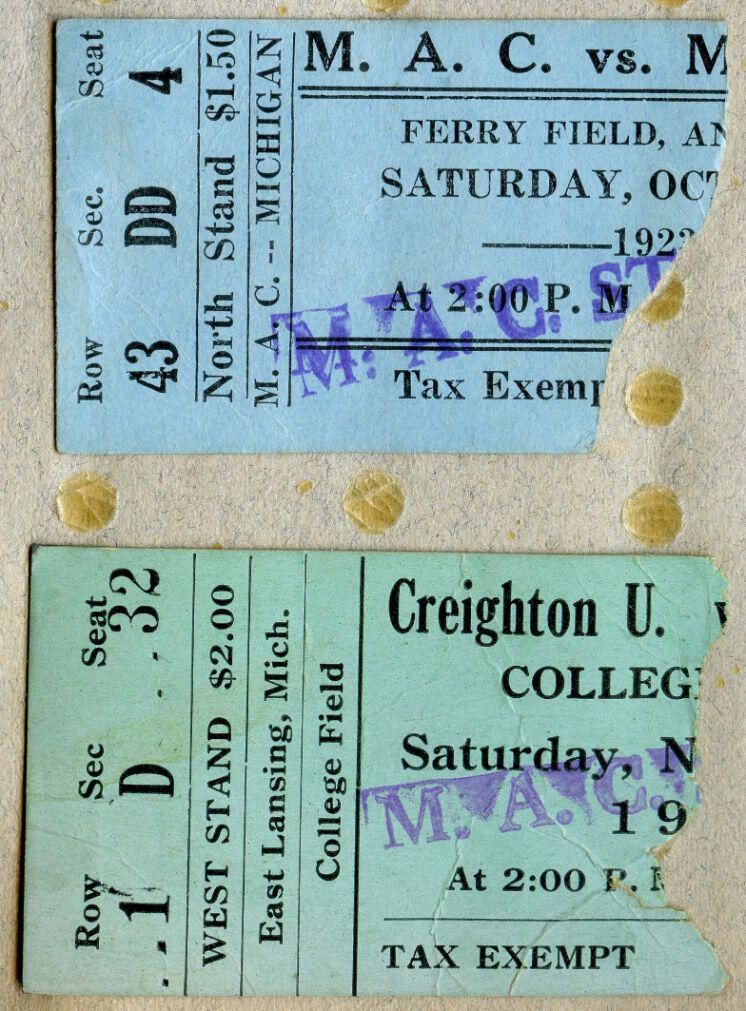 Row 43 Sec. DD Seat 4
North Stand $1.50
M. A. C. -- MICHIGAN
M. A. C. vs. M
FERRY FIELD, AN
SATURDAY, OCT
192
At 2:00 P. M
M. A. C. ST
Tax Exemp
Row 1 Sec D Seat 32
WEST STAND $2.00
East Lansing, Mich.
College Field
Creighton U. v
COLLEG
Saturday, N
M. A. C.
19
At 2:00 P. M
TAX EXEMPT